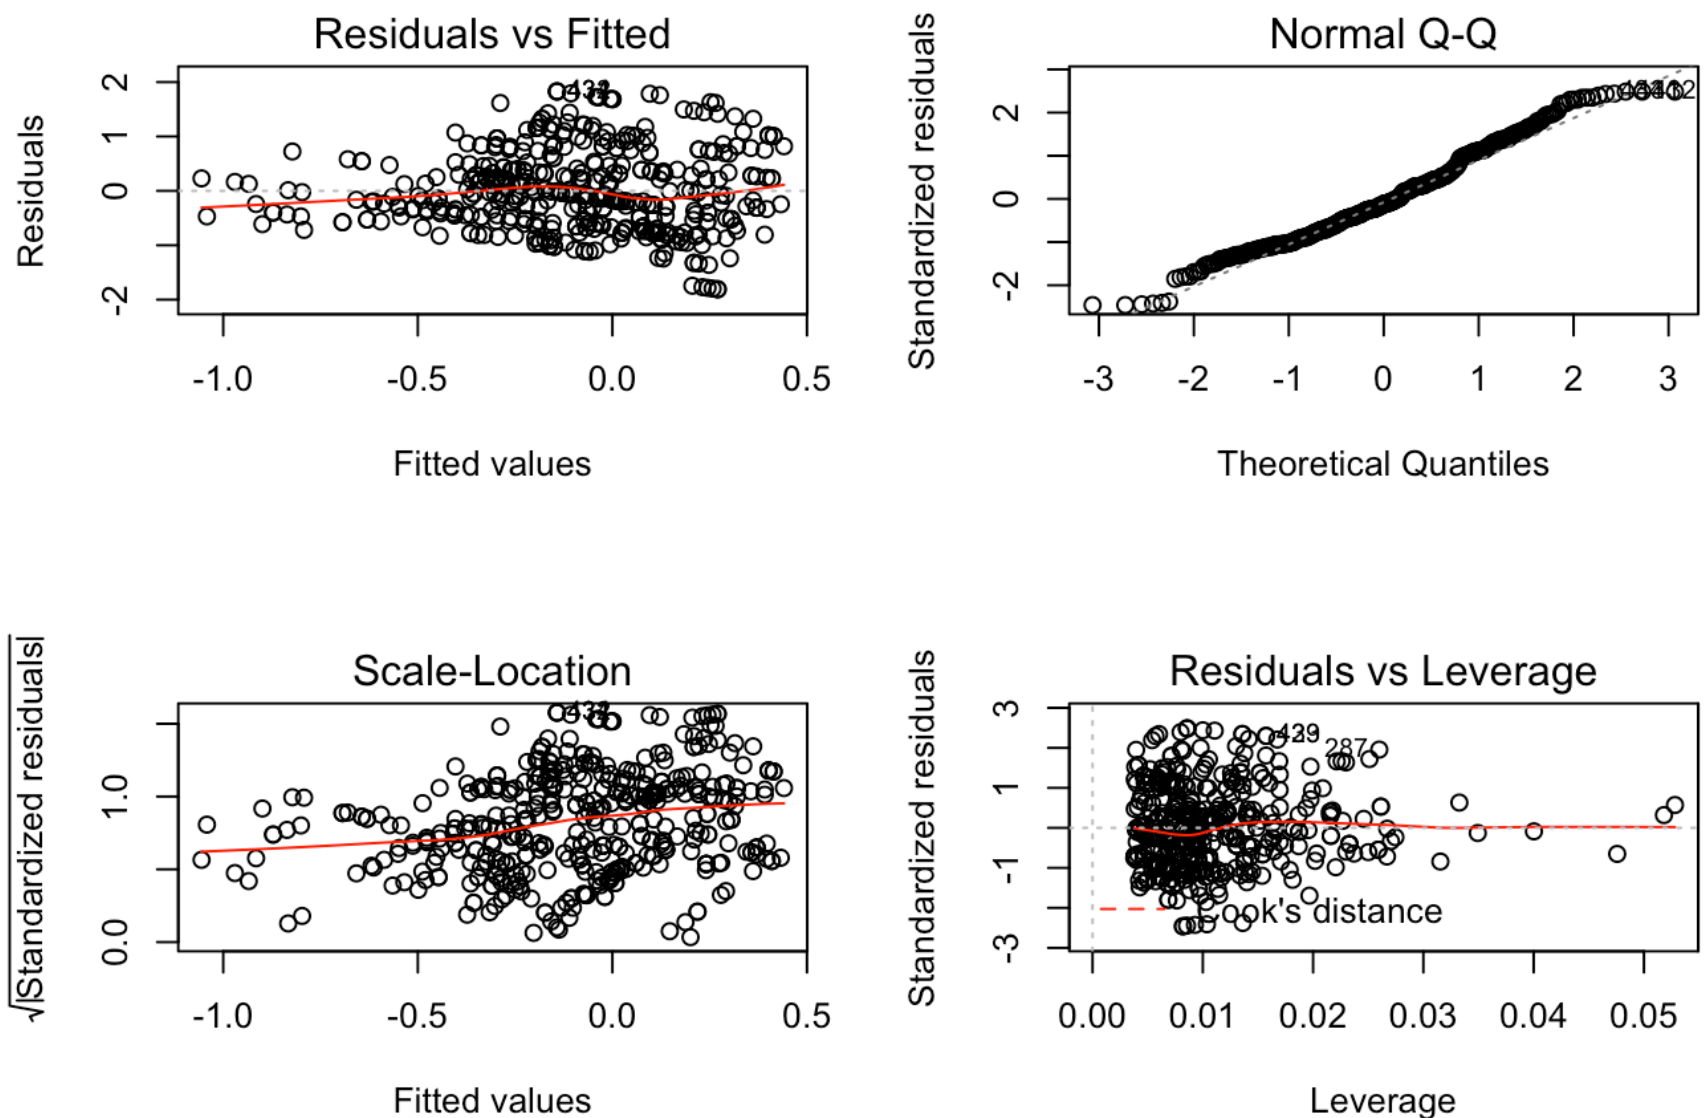 Residuals vs Fitted
Residuals
2
1
0
-2
-1.0
-0.5
0.0
0.5
Fitted values
Normal Q-Q
Standardized residuals
2
0
-2
-3
-2
-1
0
1
2
3
Theoretical Quantiles
Scale-Location
√|Standardized residuals|
1.0
0.0
-1.0
-0.5
0.0
0.5
Fitted values
Residuals vs Leverage
Standardized residuals
3
1
-1
-3
287
Cook's distance
0.00
0.01
0.02
0.03
0.04
0.05
Leverage